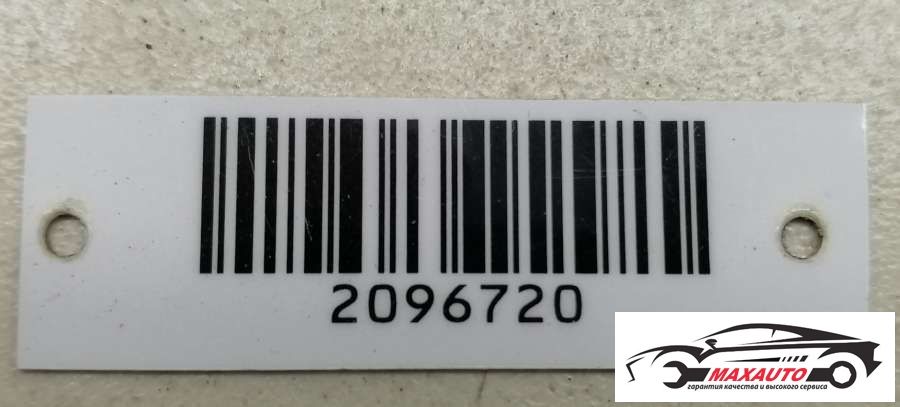 2096720
MAXAUTO
гарантия качества и высокого сервиса